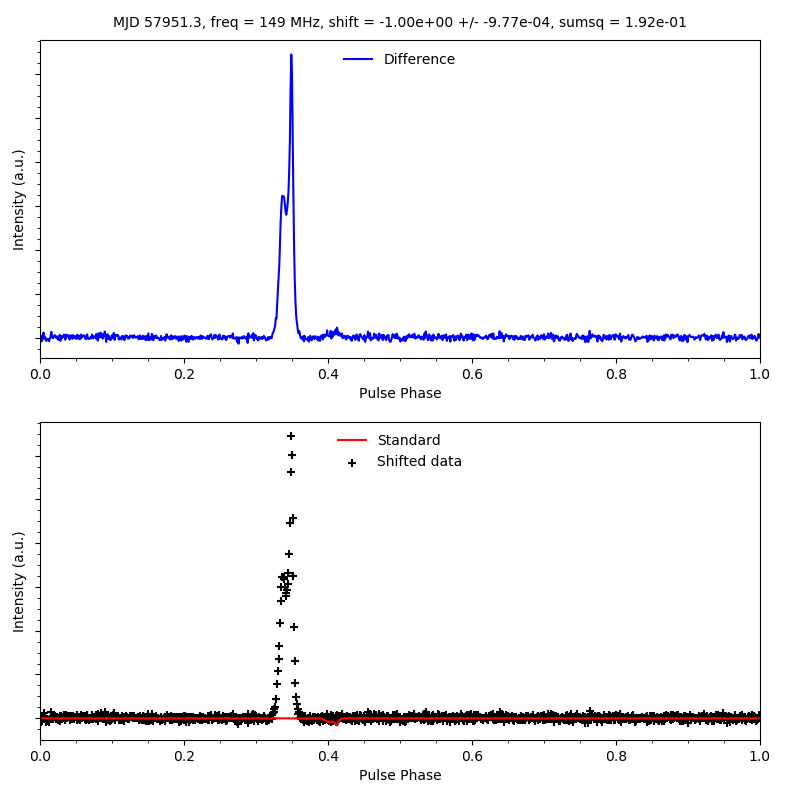 MJD 57951.3, freq = 149 MHz, shift = -1.00e+00 +/- -9.77e-04, sumsq = 1.92e-01
Difference
Intensity (a.u.)
0.0 0.2 0.4 0.6 0.8 1.0
Pulse Phase
Standard
Shifted data
Intensity (a.u.)
0.0 0.2 0.4 0.6 0.8 1.0
Pulse Phase